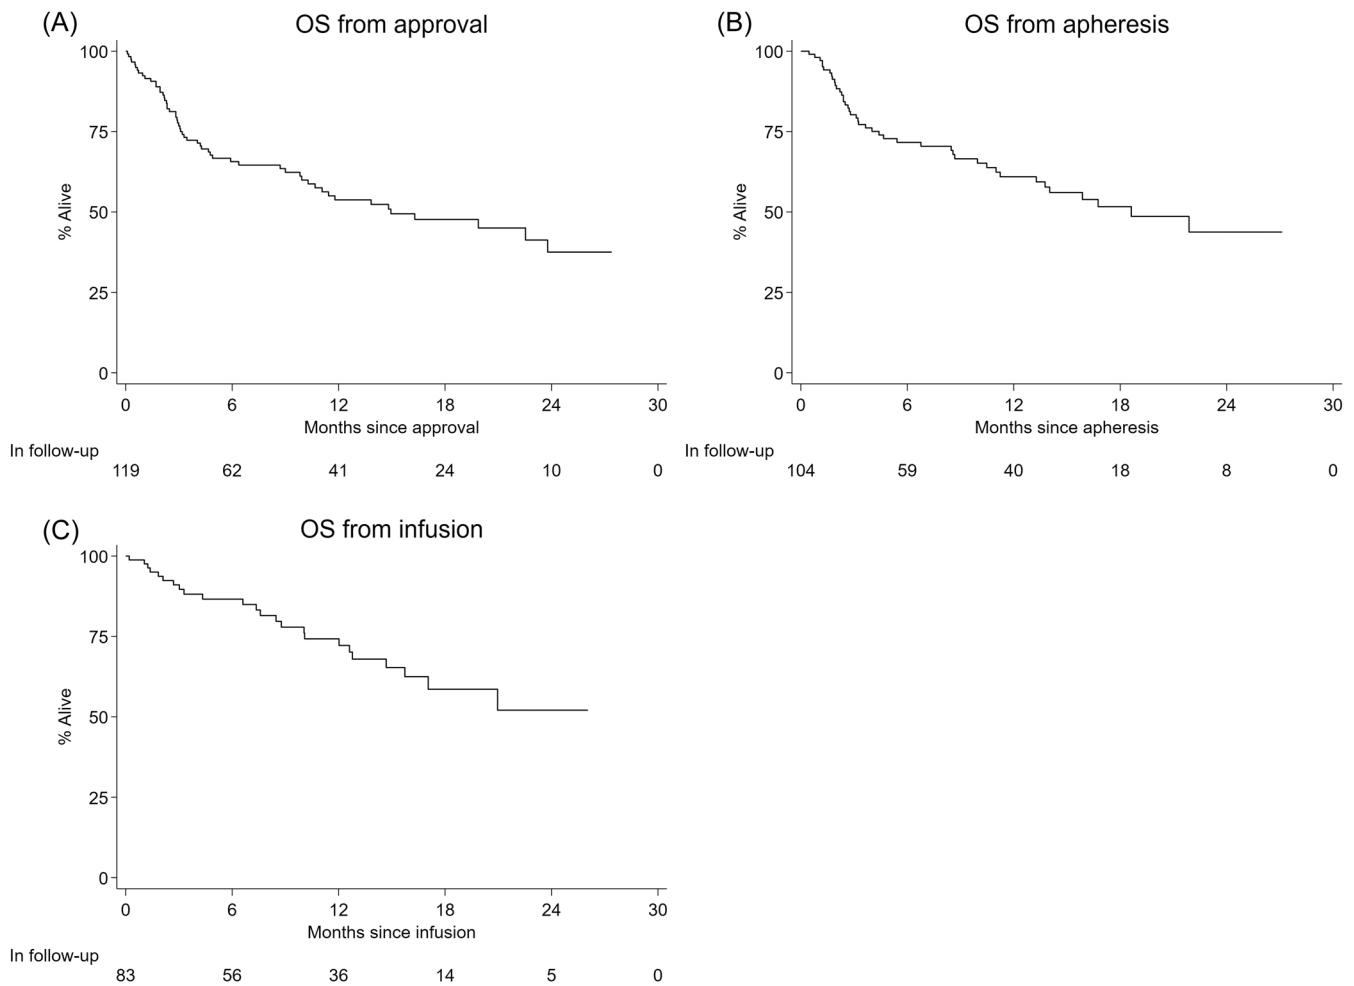 (A)
OS from approval
100
75
50
25
0
% Alive
0 6 12 18 24 30
Months since approval
In follow-up
119 62 41 24 10 0
(B)
OS from apheresis
100
75
50
25
0
% Alive
0 6 12 18 24 30
Months since apheresis
In follow-up
104 59 40 18 8 0
(C)
OS from infusion
100
75
50
25
0
% Alive
0 6 12 18 24 30
Months since infusion
In follow-up
83 56 36 14 5 0